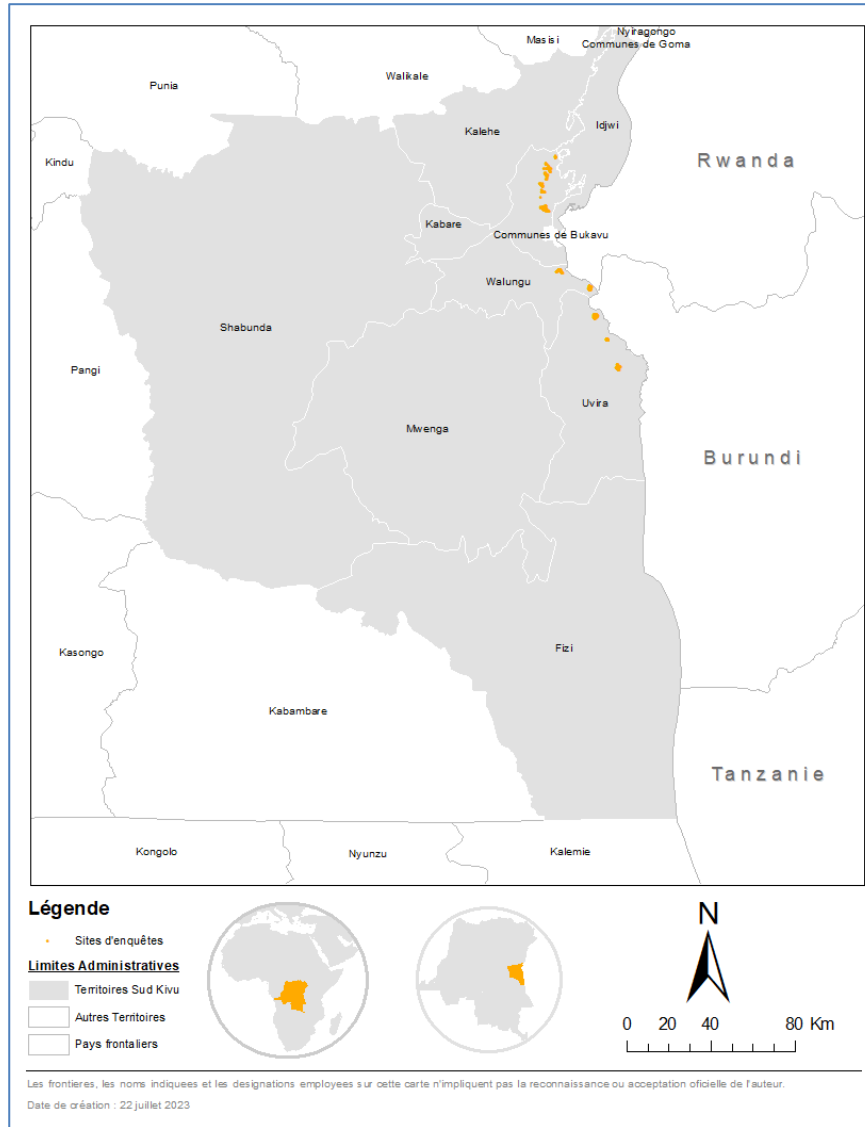 Masisi
Nyiragongo
Communes de Goma
Walikale
Punia
Kalehe
Idjwi
Kindu
Rwanda
Kabare
Communes de Bukavu
Walungu
Shabunda
Pangi
Uvira
Mwenga
Burundi
Fizi
Kasongo
Kabambare
Tanzanie
Kongolo
Nyunzu
Kalemie
Légende
Sites d'enquêtes
Limites Administratives
Territoires Sud Kivu
Autres Territoires
Pays frontaliers
N
0 20 40 80 Km
Les frontieres, les noms indiquees et les designations employees sur cette carte n'impliquent pas la reconnaissance ou acceptation oficielle de l'auteur.
Date de création : 22 juillet 2023